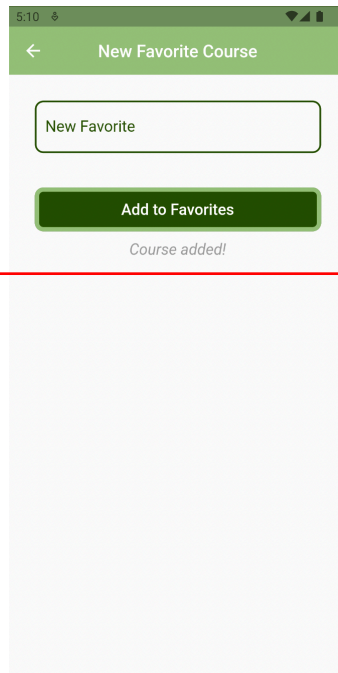 5:10
New Favorite Course
New Favorite
Add to Favorites
Course added!